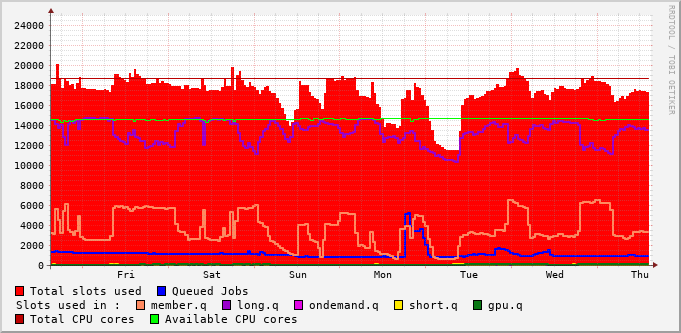 RRDTOOL / TOBI OETIKER
24000
22000
20000
18000
16000
14000
12000
10000
8000
6000
4000
2000
0
Fri Sat Sun Mon Tue Wed Thu
Total slots used Queued Jobs
Slots used in : member.q long.q ondemand.q short.q gpu.q
Total CPU cores Available CPU cores